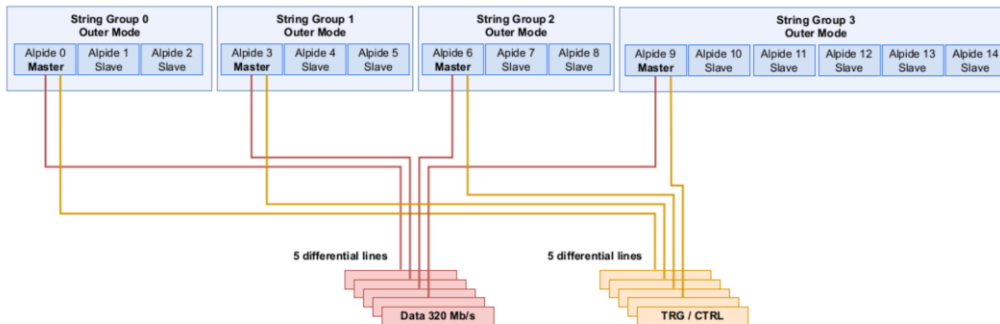 String Group 0
Outer Mode
Alpide 0
Master
Alpide 1
Slave
Alpide 2
Slave
String Group 1
Outer Mode
Alpide 3
Master
Alpide 4
Slave
Alpide 5
Slave
String Group 2
Outer Mode
Alpide 6
Master
Apide 7
Slave
Alpide 8
Slave
String Group 3
Outer Mode
Alpide 9
Master
Alpide 10
Slave
Alpide 11
Slave
Alpide 12
Slave
Alpide 13
Slave
Alpide 14
Slave
5 differential lines
Data 320 Mb/s
5 differential lines
TRG / CTRL